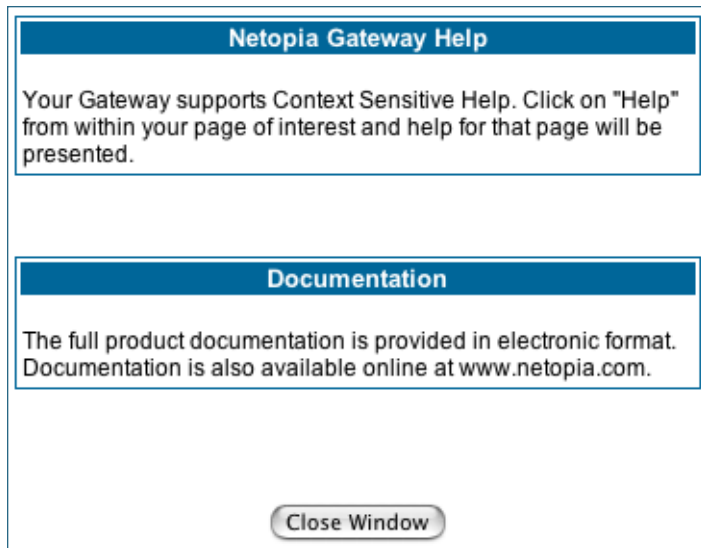 Netopia Gateway Help
Your Gateway supports Context Sensitive Help. Click on "Help"
from within your page of interest and help for that page will be
presented.
Documentation
The full product documentation is provided in electronic format.
Documentation is also available online at www.netopia.com.
Close Window